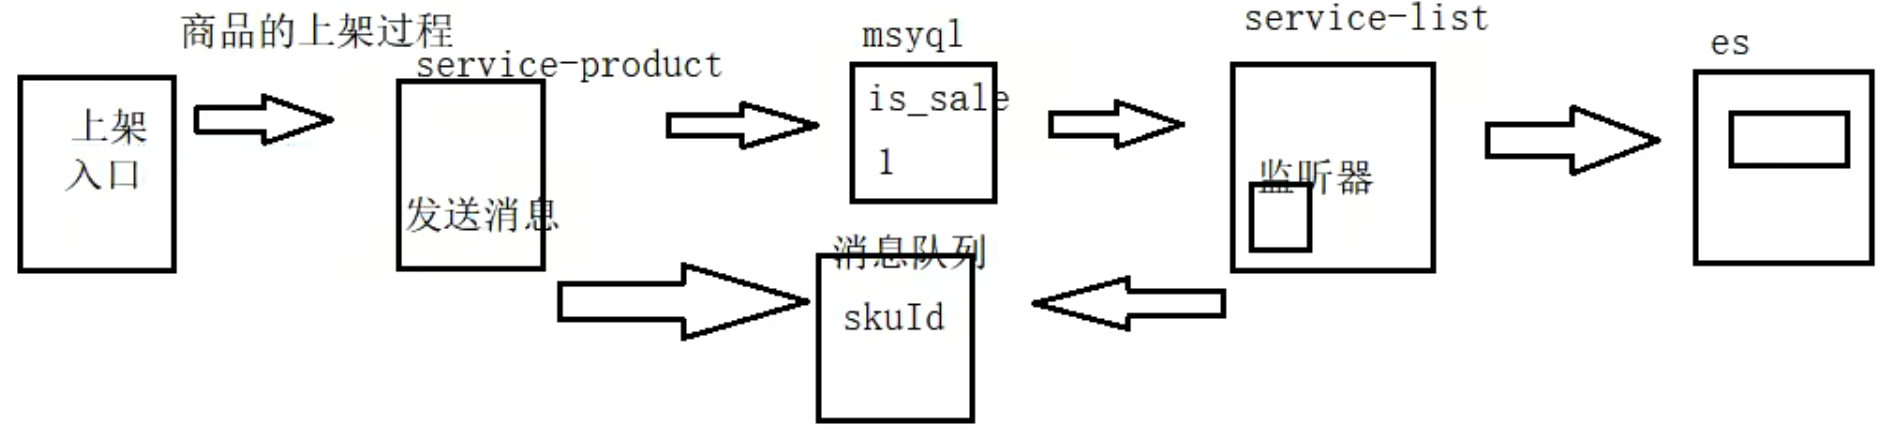 商品的上架过程
上架
入口
service-product
发送消息
msyql
is_sale
1
消息队列
skuId
service-list
监听器
es